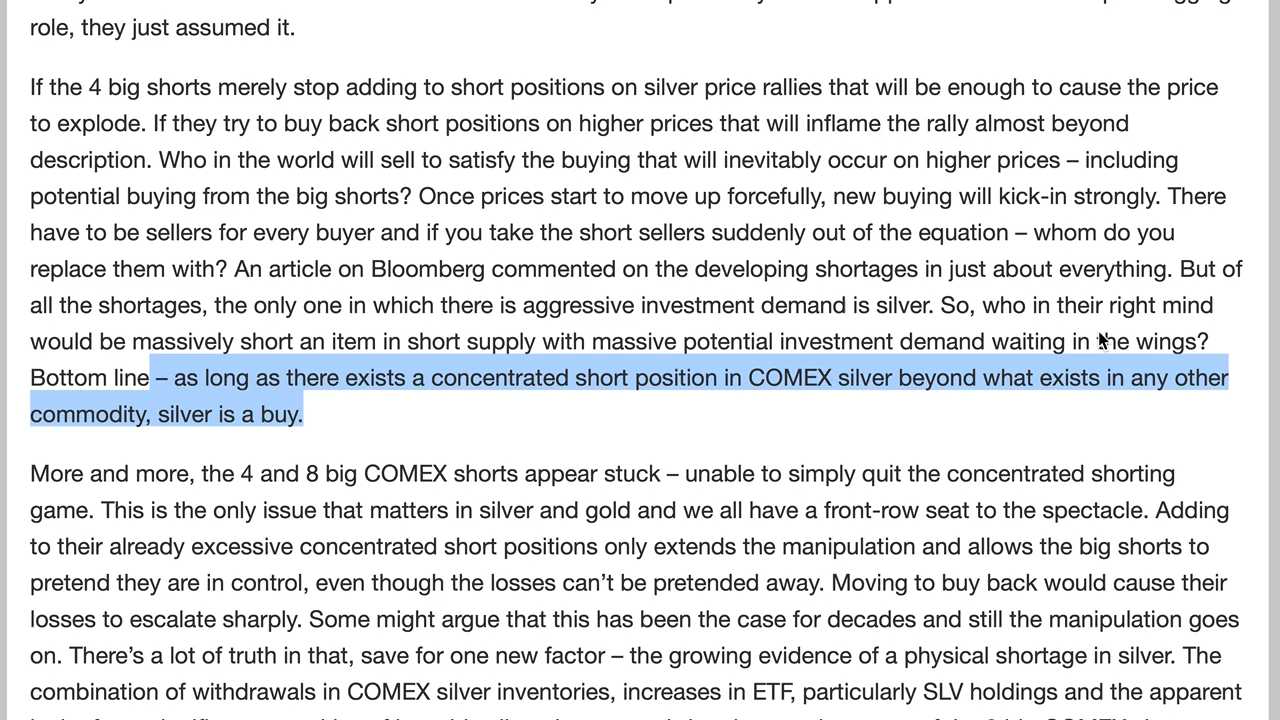 role, they just assumed it.
If the 4 big shorts merely stop adding to short positions on silver price rallies that will be enough to cause the price
to explode. If they try to buy back short positions on higher prices that will inflame the rally almost beyond
description. Who in the world will sell to satisfy the buying that will inevitably occur on higher prices – including
potential buying from the big shorts? Once prices start to move up forcefully, new buying will kick-in strongly. There
have to be sellers for every buyer and if you take the short sellers suddenly out of the equation – whom do you
replace them with? An article on Bloomberg commented on the developing shortages in just about everything. But of
all the shortages, the only one in which there is aggressive investment demand is silver. So, who in their right mind
would be massively short an item in short supply with massive potential investment demand waiting in the wings?
Bottom line – as long as there exists a concentrated short position in COMEX silver beyond what exists in any other
commodity, silver is a buy.
More and more, the 4 and 8 big COMEX shorts appear stuck – unable to simply quit the concentrated shorting
game. This is the only issue that matters in silver and gold and we all have a front-row seat to the spectacle. Adding
to their already excessive concentrated short positions only extends the manipulation and allows the big shorts to
pretend they are in control, even though the losses can’t be pretended away. Moving to buy back would cause their
losses to escalate sharply. Some might argue that this has been the case for decades and still the manipulation goes
on. There’s a lot of truth in that, save for one new factor – the growing evidence of a physical shortage in silver. The
combination of withdrawals in COMEX silver inventories, increases in ETF, particularly SLV holdings and the apparent